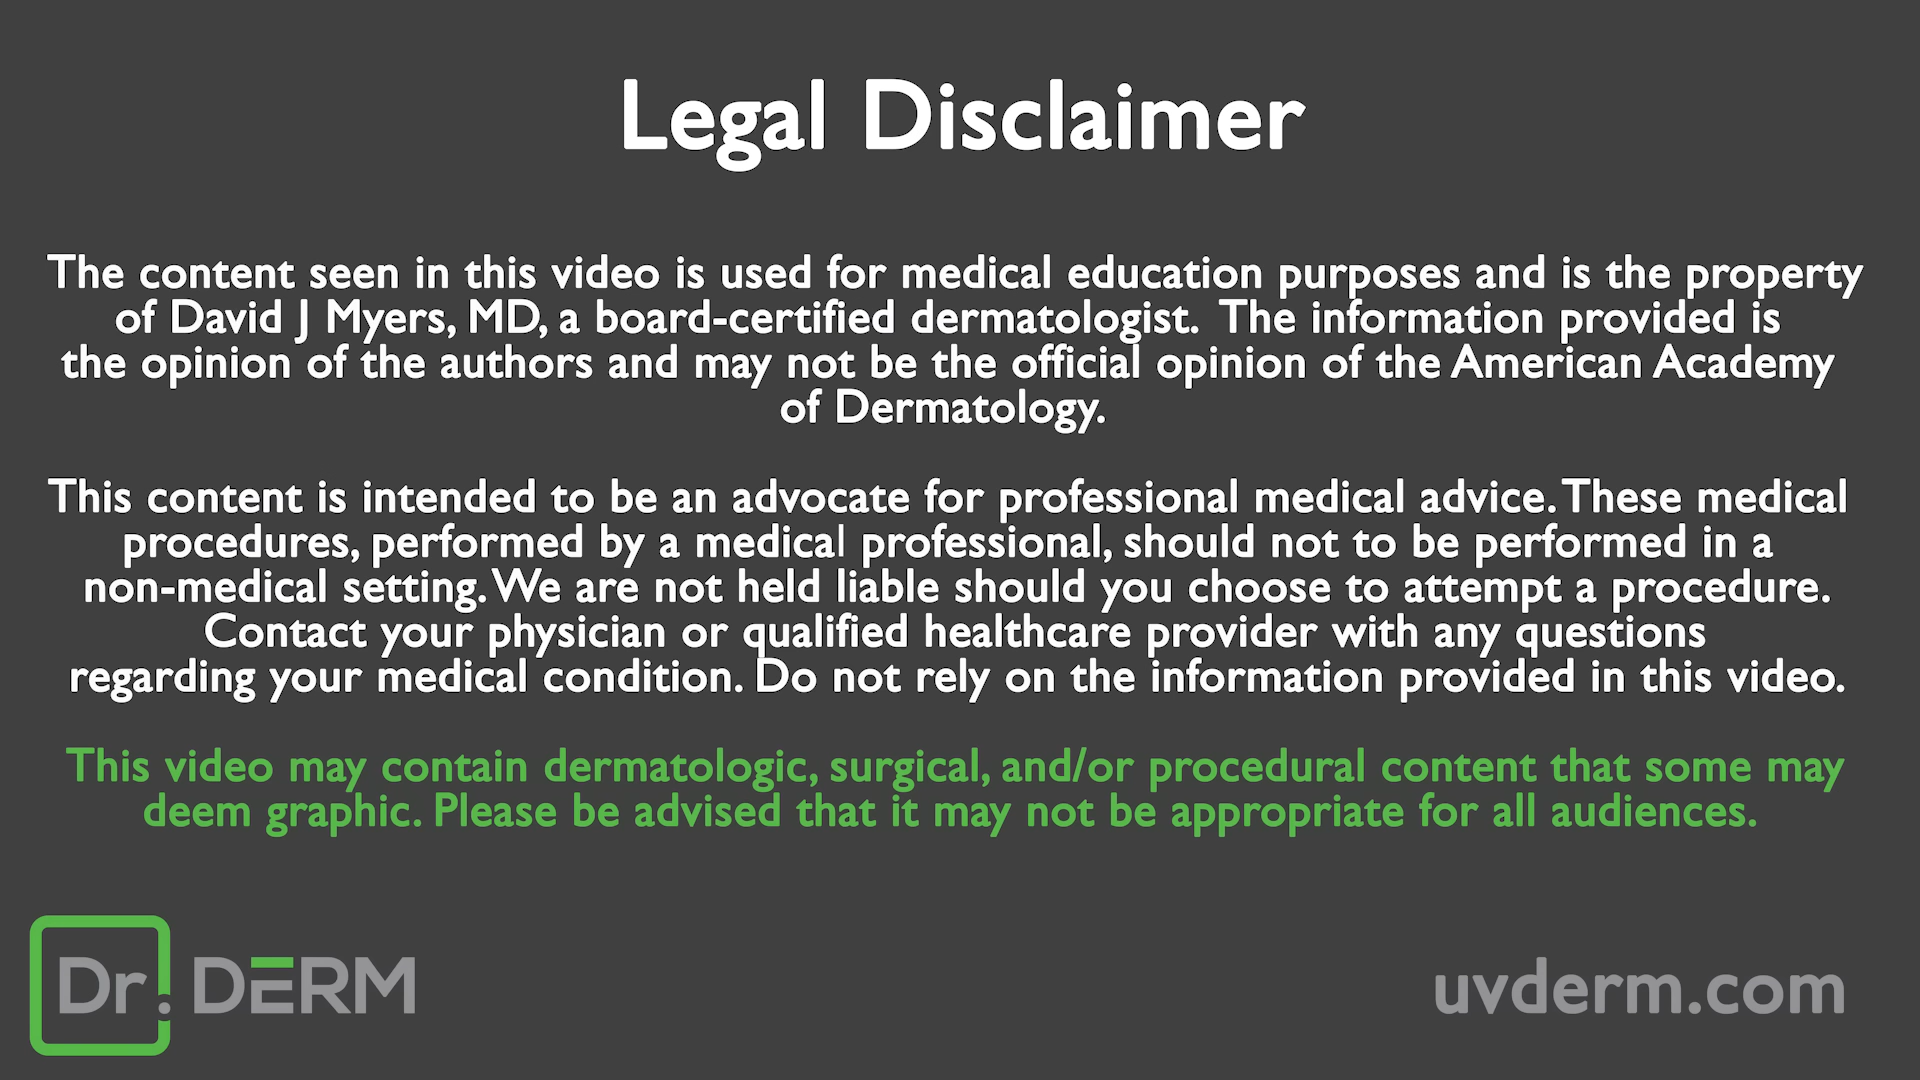 Legal Disclaimer
The content seen in this video is used for medical education purposes and is the property
of David J Myers, MD, a board-certified dermatologist. The information provided is
the opinion of the authors and may not be the official opinion of the American Academy
of Dermatology.
This content is intended to be an advocate for professional medical advice. These medical
procedures, performed by a medical professional, should not to be performed in a
non-medical setting. We are not held liable should you choose to attempt a procedure.
Contact your physician or qualified healthcare provider with any questions
regarding your medical condition. Do not rely on the information provided in this video.
This video may contain dermatologic, surgical, and/or procedural content that some may
deem graphic. Please be advised that it may not be appropriate for all audiences.
Dr. DERM
uvderm.com